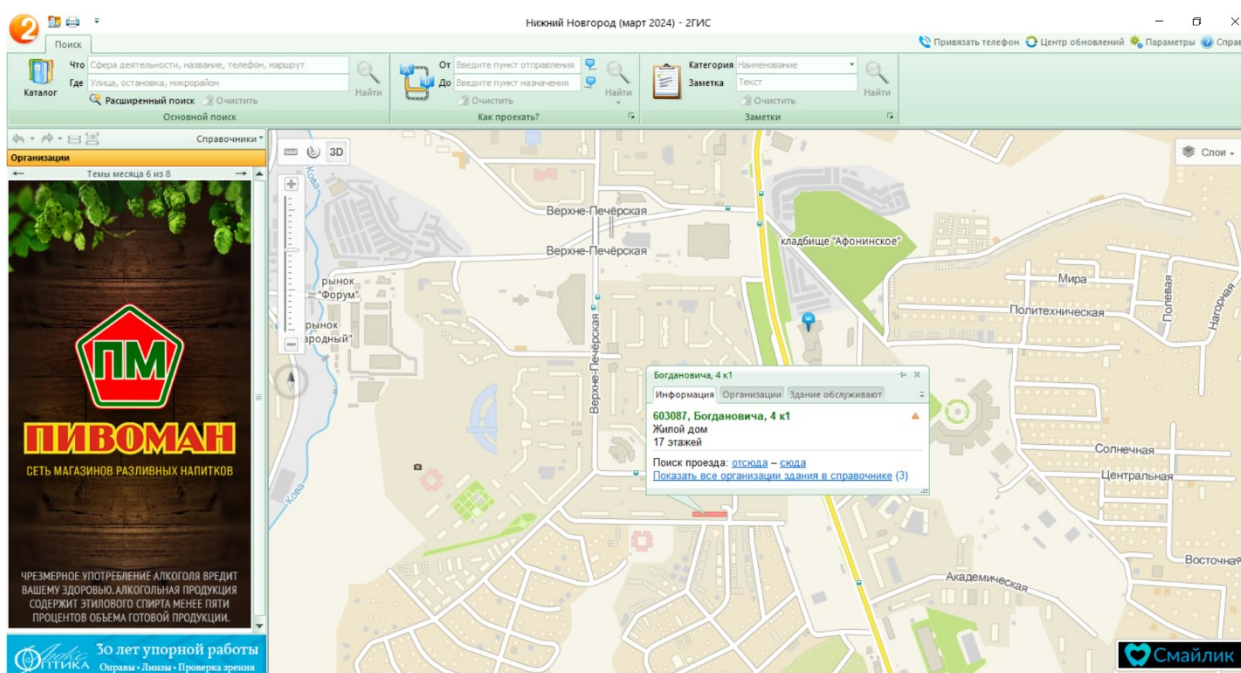 Нижний Новгород (март 2024) - 2ГИС
2
Поиск
Привязать телефон Центр обновлений Параметры
Каталог
Что Сфера деятельности, название, телефон, маршрут
Где Улица, остановка, микрорайон
Расширенный поиск Очистить
Найти
Основной поиск
От Введите пункт отправления
До Введите пункт назначения
Очистить
Найти
Как проехать?
Категория Наименование
Заметка Текст
Очистить
Найти
Заметки
Справочники
Организации
Темы месяца 6 из 8
ПМ
ПИВОМАН
СЕТЬ МАГАЗИНОВ РАЗЛИВНЫХ НАПИТКОВ
ЧРЕЗМЕРНОЕ УПОТРЕБЛЕНИЕ АЛКОГОЛЯ ВРЕДИТ
ВАШЕМУ ЗДОРОВЬЮ. АЛКОГОЛЬНАЯ ПРОДУКЦИЯ
СОДЕРЖИТ ЭТИЛОВОГО СПИРТА МЕНЕЕ ПЯТИ
ПРОЦЕНТОВ ОБЪЕМА ГОТОВОЙ ПРОДУКЦИИ.
ОПТИКА
30 лет упорной работы
Оправы • Линзы • Проверка зрения
3D
Слои
Кова
Верхне-Печёрская
Верхне-Печёрская
кладбище "Афонинское"
рынок
"Форум"
рынок
ародный"
Верхне-Печёрская
Мира
Политехническая
Полевая
Нагорная
Богдановича, 4 к1
Информация Организации Здание обслуживают
603087, Богдановича, 4 к1
Жилой дом
17 этажей
Поиск проезда: отсюда – сюда
Показать все организации здания в справочнике (3)
Солнечная
Центральная
Кова
Восточная
Академическая
Смайлик